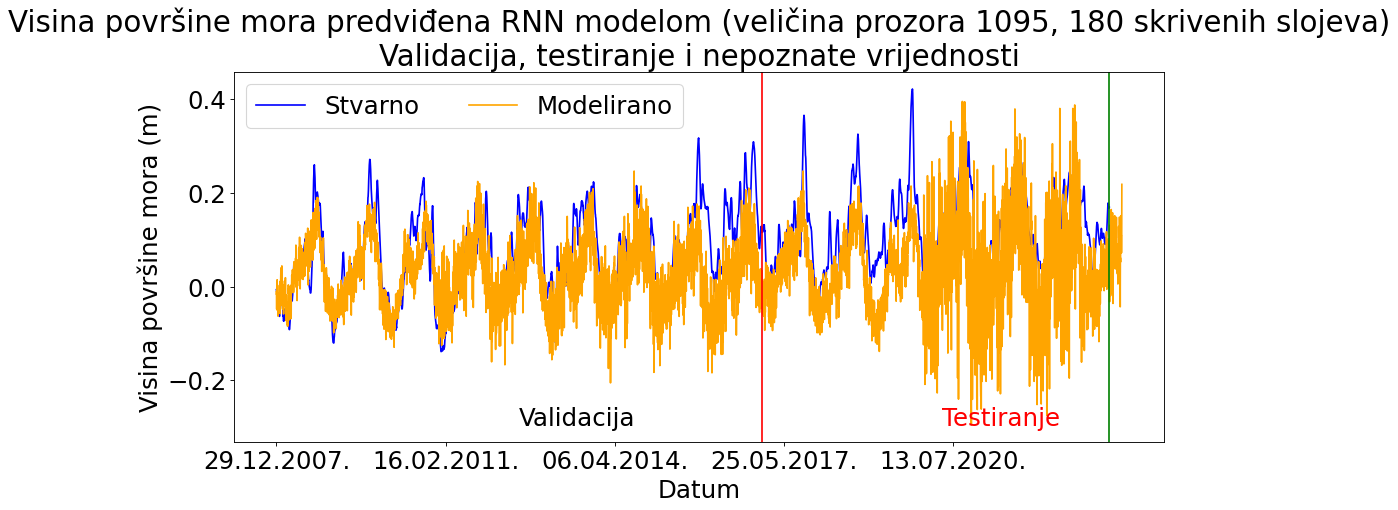 Visina površine mora predviđena RNN modelom (veličina prozora 1095, 180 skrivenih slojeva)
Validacija, testiranje i nepoznate vrijednosti
Stvarno
Modelirano
Visina površine mora (m)
0.4
0.2
0.0
−0.2
Validacija
Testiranje
29.12.2007.
16.02.2011.
06.04.2014.
25.05.2017.
13.07.2020.
Datum